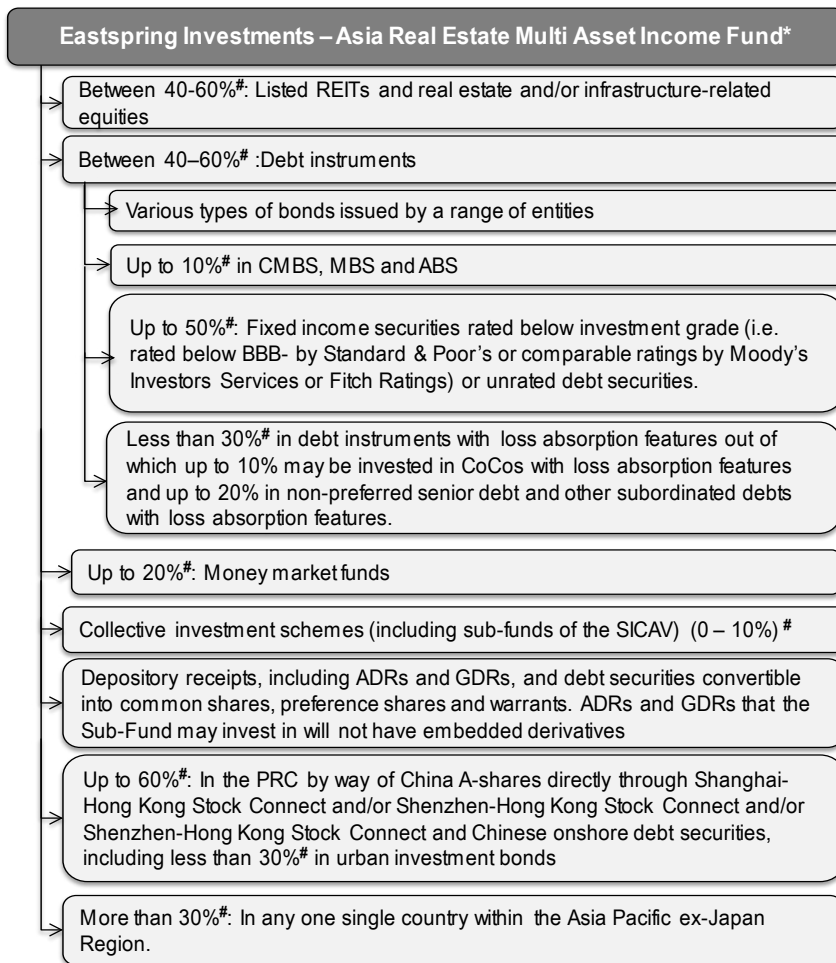 Eastspring Investments – Asia Real Estate Multi Asset Income Fund*
Between 40-60%#: Listed REITs and real estate and/or infrastructure-related
equities
Between 40–60%# :Debt instruments
Various types of bonds issued by a range of entities
Up to 10%# in CMBS, MBS and ABS
Up to 50%#: Fixed income securities rated below investment grade (i.e.
rated below BBB- by Standard & Poor's or comparable ratings by Moody's
Investors Services or Fitch Ratings) or unrated debt securities.
Less than 30%# in debt instruments with loss absorption features out of
which up to 10% may be invested in CoCos with loss absorption features
and up to 20% in non-preferred senior debt and other subordinated debts
with loss absorption features.
Up to 20%#: Money market funds
Collective investment schemes (including sub-funds of the SICAV) (0 – 10%) #
Depository receipts, including ADRs and GDRs, and debt securities convertible
into common shares, preference shares and warrants. ADRs and GDRs that the
Sub-Fund may invest in will not have embedded derivatives
Up to 60%#: In the PRC by way of China A-shares directly through Shanghai-
Hong Kong Stock Connect and/or Shenzhen-Hong Kong Stock Connect and/or
Shenzhen-Hong Kong Stock Connect and Chinese onshore debt securities,
including less than 30%# in urban investment bonds
More than 30%#: In any one single country within the Asia Pacific ex-Japan
Region.